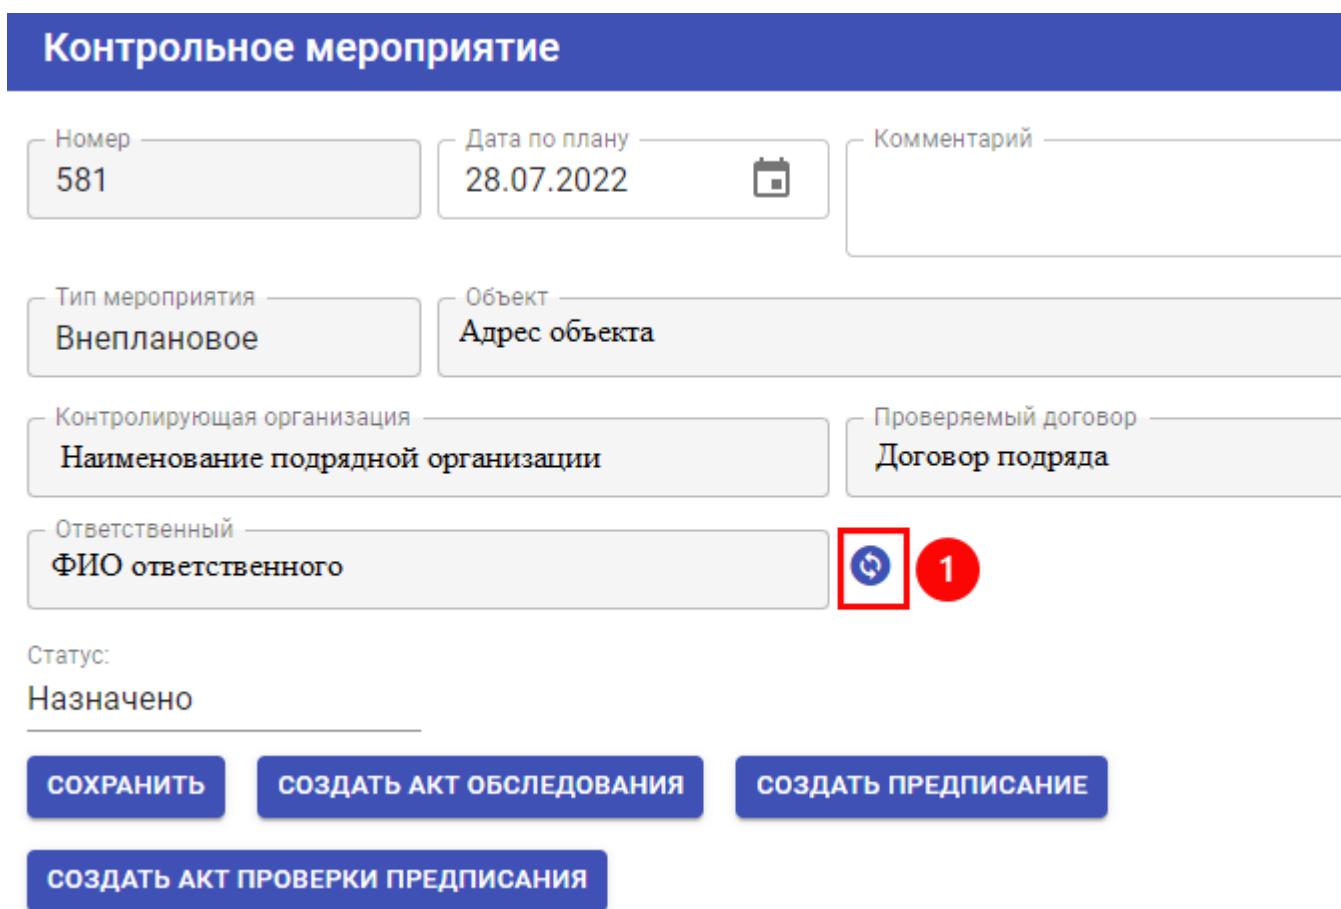 Контрольное мероприятие
Номер
Дата по плану
Комментарий
581
28.07.2022
Тип мероприятия
Объект
Внеплановое
Адрес объекта
Контролирующая организация
Проверяемый договор
Наименование подрядной организации
Договор подряда
Ответственный
ФИО ответственного
1
Статус:
Назначено
СОХРАНИТЬ
СОЗДАТЬ АКТ ОБСЛЕДОВАНИЯ
СОЗДАТЬ ПРЕДПИСАНИЕ
СОЗДАТЬ АКТ ПРОВЕРКИ ПРЕДПИСАНИЯ